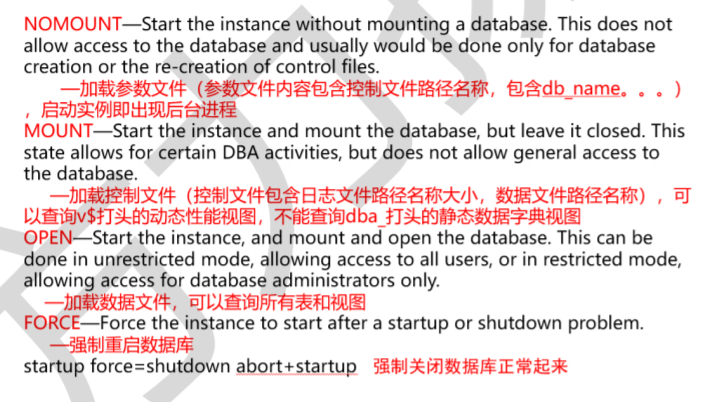 NOMOUNT—Start the instance without mounting a database. This does not
allow access to the database and usually would be done only for database
creation or the re-creation of control files.
—加载参数文件（参数文件内容包含控制文件路径名称，包含db_name。。。）
，启动实例即出现后台进程
MOUNT—Start the instance and mount the database, but leave it closed. This
state allows for certain DBA activities, but does not allow general access to
the database.
—加载控制文件（控制文件包含日志文件路径名称大小，数据文件路径名称），可
以查询v$打头的动态性能视图，不能查询dba_打头的静态数据字典视图
OPEN—Start the instance, and mount and open the database. This can be
done in unrestricted mode, allowing access to all users, or in restricted mode,
allowing access for database administrators only.
—加载数据文件，可以查询所有表和视图
FORCE—Force the instance to start after a startup or shutdown problem.
—强制重启数据库
startup force=shutdown abort+startup 强制关闭数据库正常起来